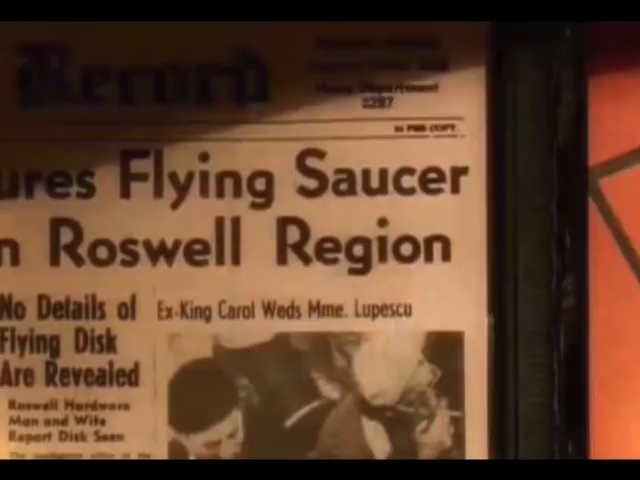 Record
2287
ures Flying Saucer
n Roswell Region
No Details of
Flying Disk
Are Revealed
Ex-King Carol Weds Mme. Lupescu
Roswell Hardware
Man and Wife
Report Disk Seen